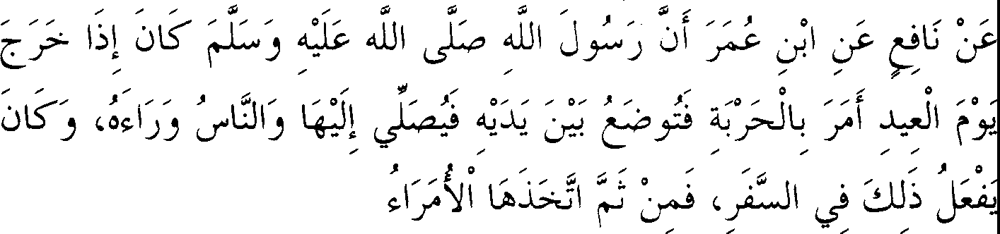 عَنْ نَافِعٍ عَنِ ابْنِ عُمَرَ أَنَّ رَسُولَ اللَّهِ صَلَّى اللَّه عَلَيْهِ وَسَلَّمَ كَانَ إِذَا خَرَجَ
يَوْمَ الْعِيدِ أَمَرَ بِالْحَرْبَةِ فَتُوضَعُ بَيْنَ يَدَيْهِ فَيُصَلِّي إِلَيْهَا وَالنَّاسُ وَرَاءَهُ، وَكَانَ
يَفْعَلُ ذَلِكَ فِي السَّفَرِ، فَمِنْ ثَمَّ اتَّخَذَهَا الْأُمَرَاءُ